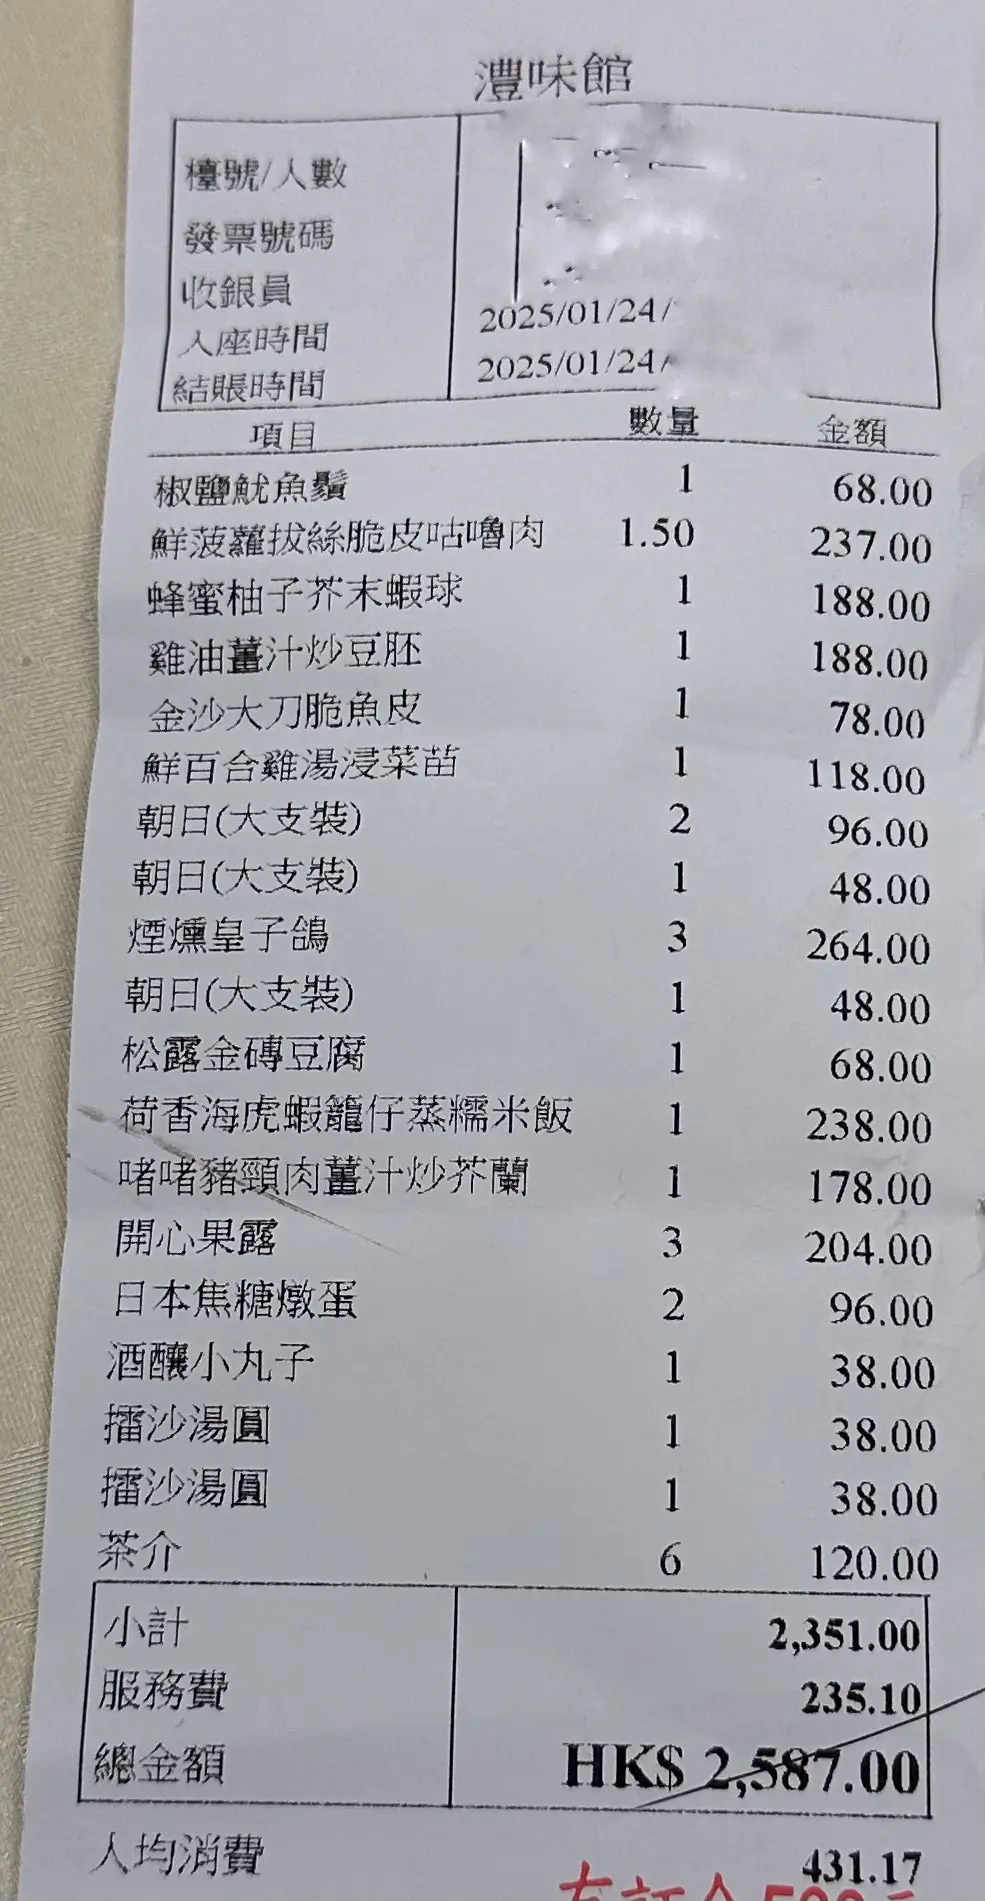 灃味館
檯號/人數
發票號碼
收銀員
入座時間 2025/01/24/
結賬時間 2025/01/24/
項目 數量 金額
椒鹽魷魚鬚 1 68.00
鮮菠蘿拔絲脆皮咕嚕肉 1.50 237.00
蜂蜜柚子芥末蝦球 1 188.00
雞油薑汁炒豆胚 1 188.00
金沙大刀脆魚皮 1 78.00
鮮百合雞湯浸菜苗 1 118.00
朝日(大支裝) 2 96.00
朝日(大支裝) 1 48.00
煙燻皇子鴿 3 264.00
朝日(大支裝) 1 48.00
松露金磚豆腐 1 68.00
荷香海虎蝦籠仔蒸糯米飯 1 238.00
啫啫豬頸肉薑汁炒芥蘭 1 178.00
開心果露 3 204.00
日本焦糖燉蛋 2 96.00
酒釀小丸子 1 38.00
擂沙湯圓 1 38.00
擂沙湯圓 1 38.00
茶介 6 120.00
小計 2,351.00
服務費 235.10
總金額 HK$ 2,587.00
人均消費 431.17